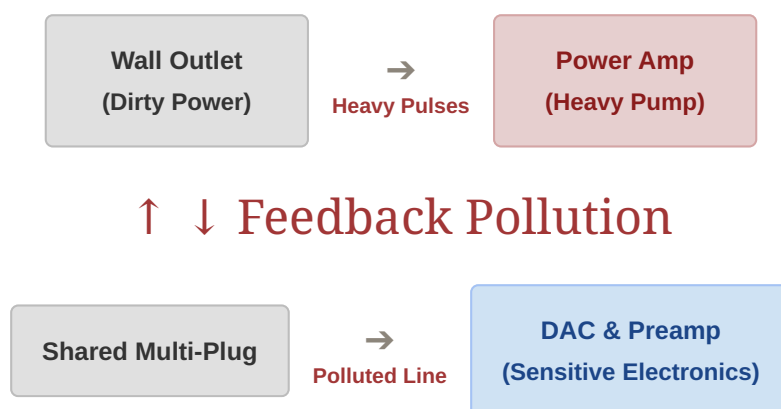 Wall Outlet
(Dirty Power)
➔
Heavy Pulses
Power Amp
(Heavy Pump)
↑ ↓ Feedback Pollution
Shared Multi-Plug
➔
Polluted Line
DAC & Preamp
(Sensitive Electronics)